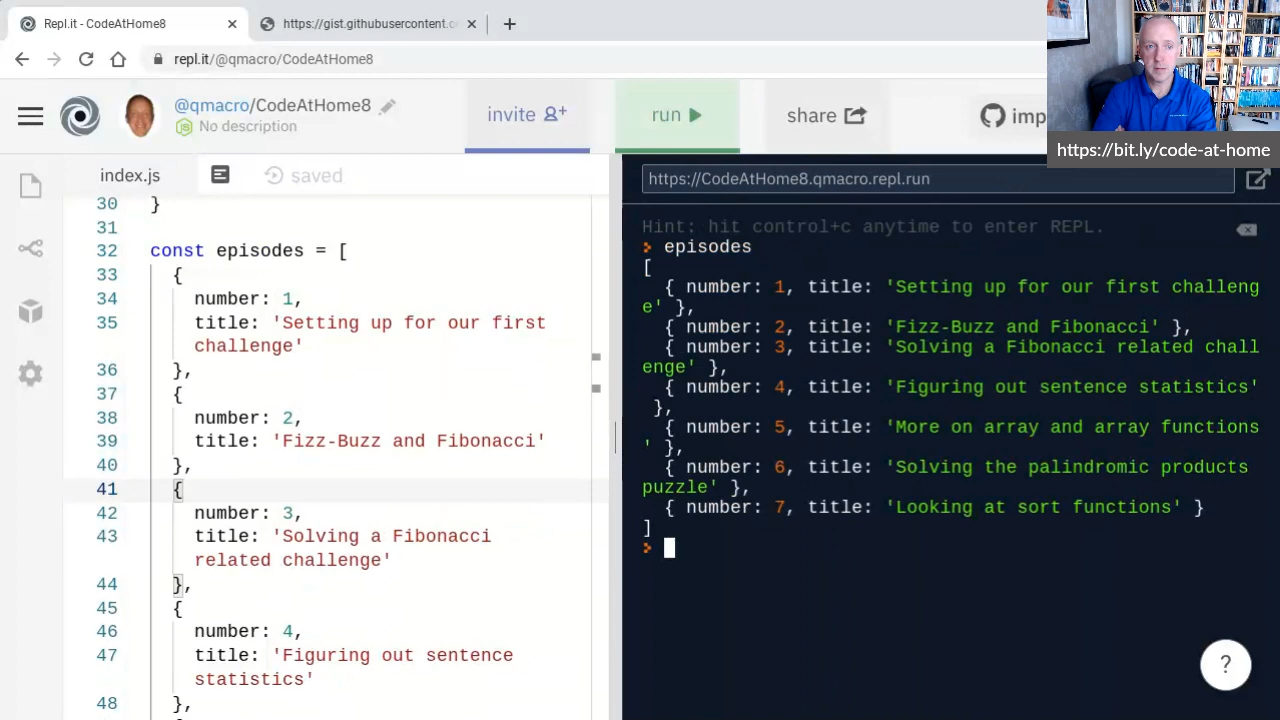 Repl.it - CodeAtHome8
https://gist.githubusercontent.c
repl.it/@qmacro/CodeAtHome8
@qmacro/CodeAtHome8
No description
invite
run
share
imp
https://bit.ly/code-at-home
index.js
saved
https://CodeAtHome8.qmacro.repl.run
30 }
31
32 const episodes = [
33 {
34 number: 1,
35 title: 'Setting up for our first
challenge'
36 },
37 {
38 number: 2,
39 title: 'Fizz-Buzz and Fibonacci'
40 },
41 {
42 number: 3,
43 title: 'Solving a Fibonacci
related challenge'
44 },
45 {
46 number: 4,
47 title: 'Figuring out sentence
statistics'
48 },
Hint: hit control+c anytime to enter REPL.
> episodes
[
{ number: 1, title: 'Setting up for our first challeng
e' },
{ number: 2, title: 'Fizz-Buzz and Fibonacci' },
{ number: 3, title: 'Solving a Fibonacci related chall
enge' },
{ number: 4, title: 'Figuring out sentence statistics'
},
{ number: 5, title: 'More on array and array functions
' },
{ number: 6, title: 'Solving the palindromic products
puzzle' },
{ number: 7, title: 'Looking at sort functions' }
]
>
?